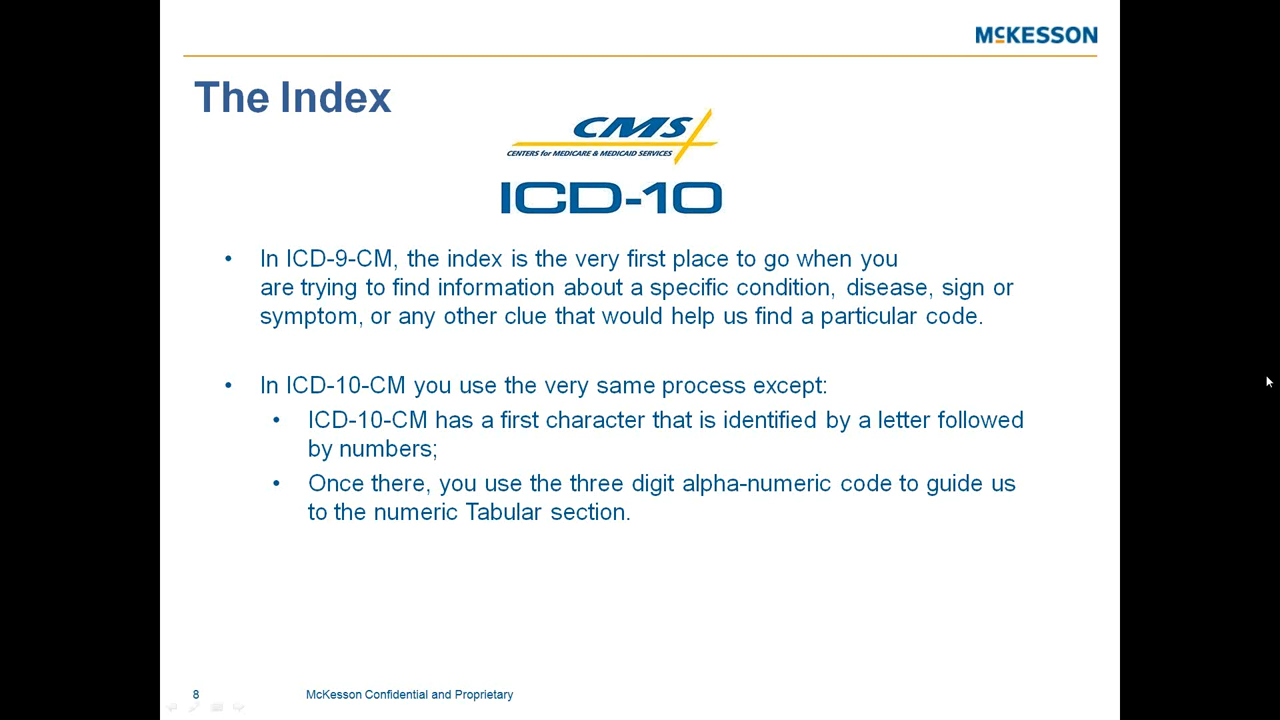 McKESSON
The Index
CMS
CENTERS for MEDICARE & MEDICAID SERVICES
ICD-10
• In ICD-9-CM, the index is the very first place to go when you
are trying to find information about a specific condition, disease, sign or
symptom, or any other clue that would help us find a particular code.
• In ICD-10-CM you use the very same process except:
• ICD-10-CM has a first character that is identified by a letter followed
by numbers;
• Once there, you use the three digit alpha-numeric code to guide us
to the numeric Tabular section.
8 McKesson Confidential and Proprietary